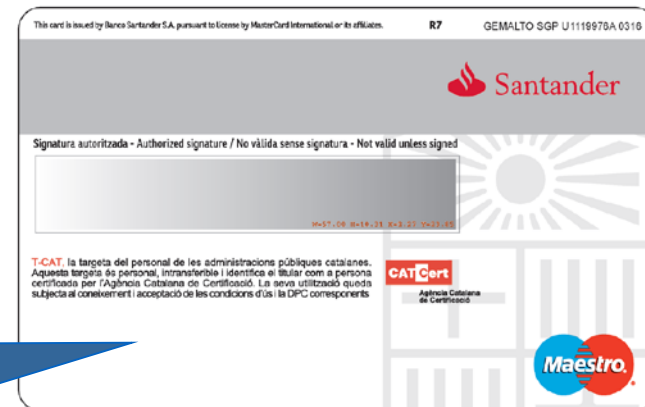 This card is issued by Banco Santander S.A. pursuant to license by MasterCard International or its affiliates. R7 GEMALTO SGP U1119976A 0316
Santander
Signatura autoritzada - Authorized signature / No vàlida sense signatura - Not valid unless signed
T-CAT, la targeta del personal de les administracions públiques catalanes.
Aquesta targeta és personal, intransferible i identifica el titular com a persona
certificada per l'Agència Catalana de Certificació. La seva utilització queda
subjecta al coneixement i acceptació de les condicions d'ús i la DPC corresponents
CATCert
Agència Catalana
de Certificació
Maestro